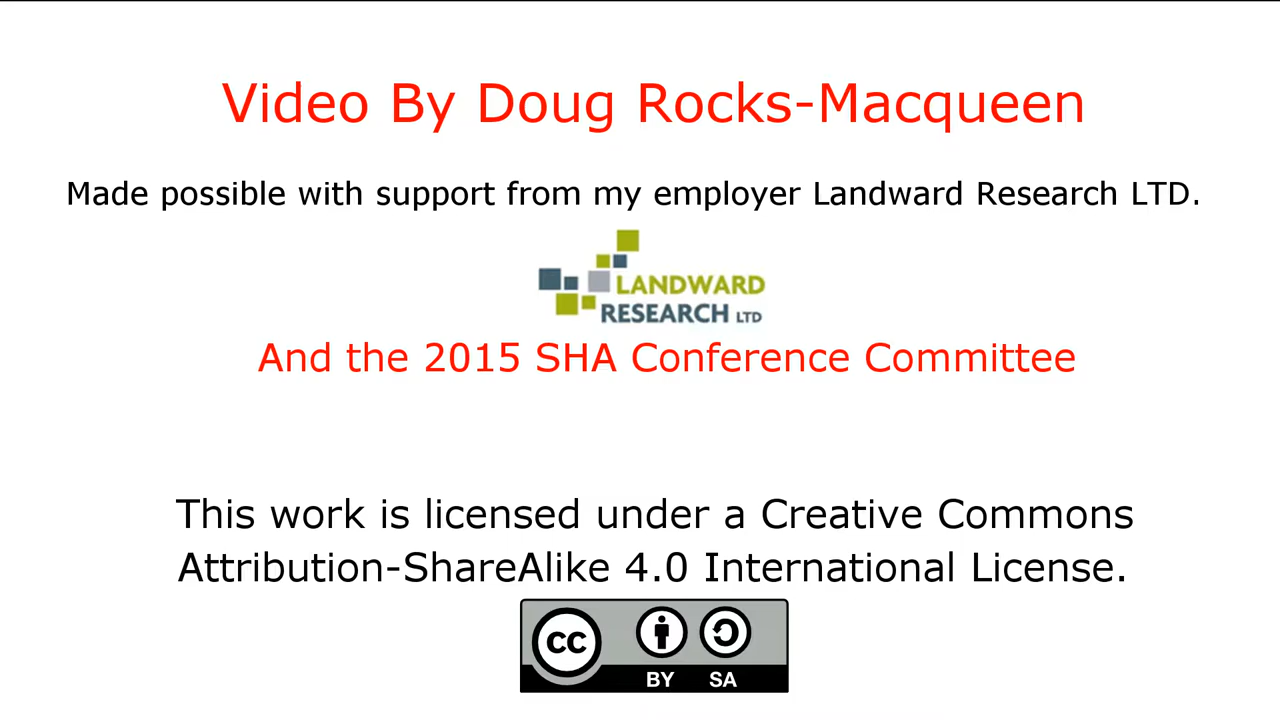 Video By Doug Rocks-Macqueen
Made possible with support from my employer Landward Research LTD.
LANDWARD
RESEARCH LTD
And the 2015 SHA Conference Committee
This work is licensed under a Creative Commons
Attribution-ShareAlike 4.0 International License.
CC
BY SA